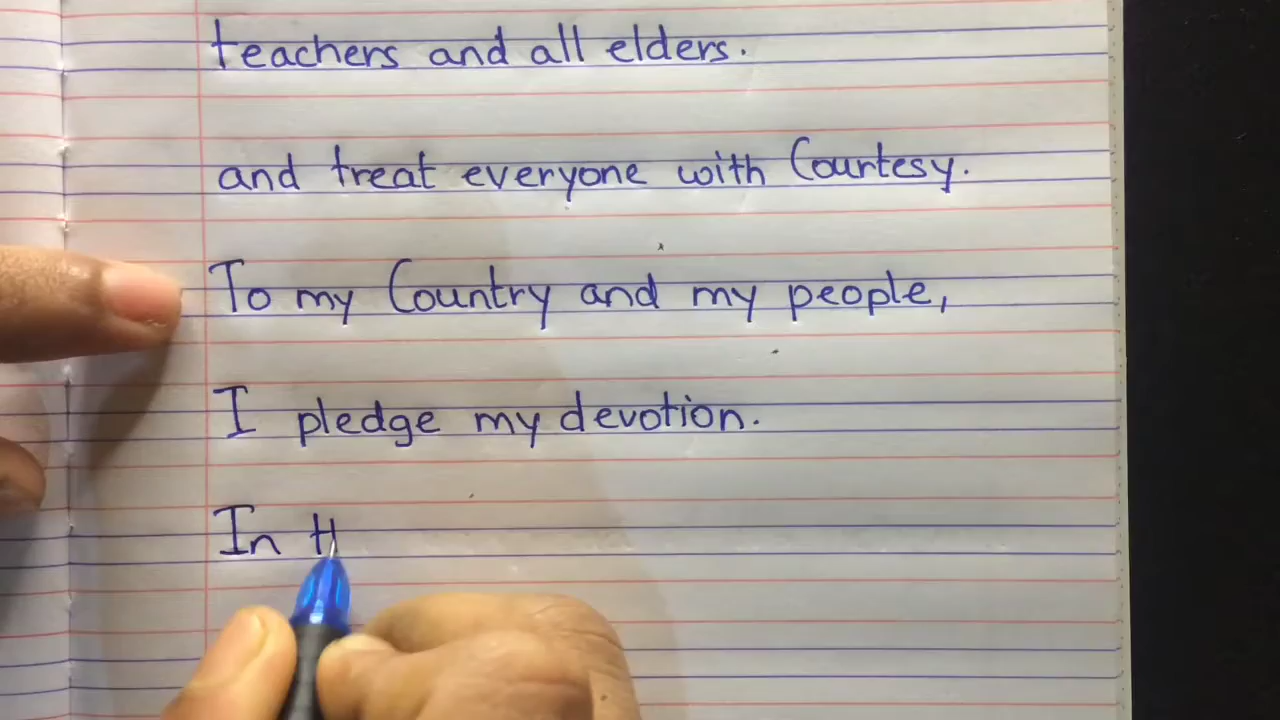 teachers and all elders.
and treat everyone with Courtesy.
To my Country and my people,
I pledge my devotion.
In